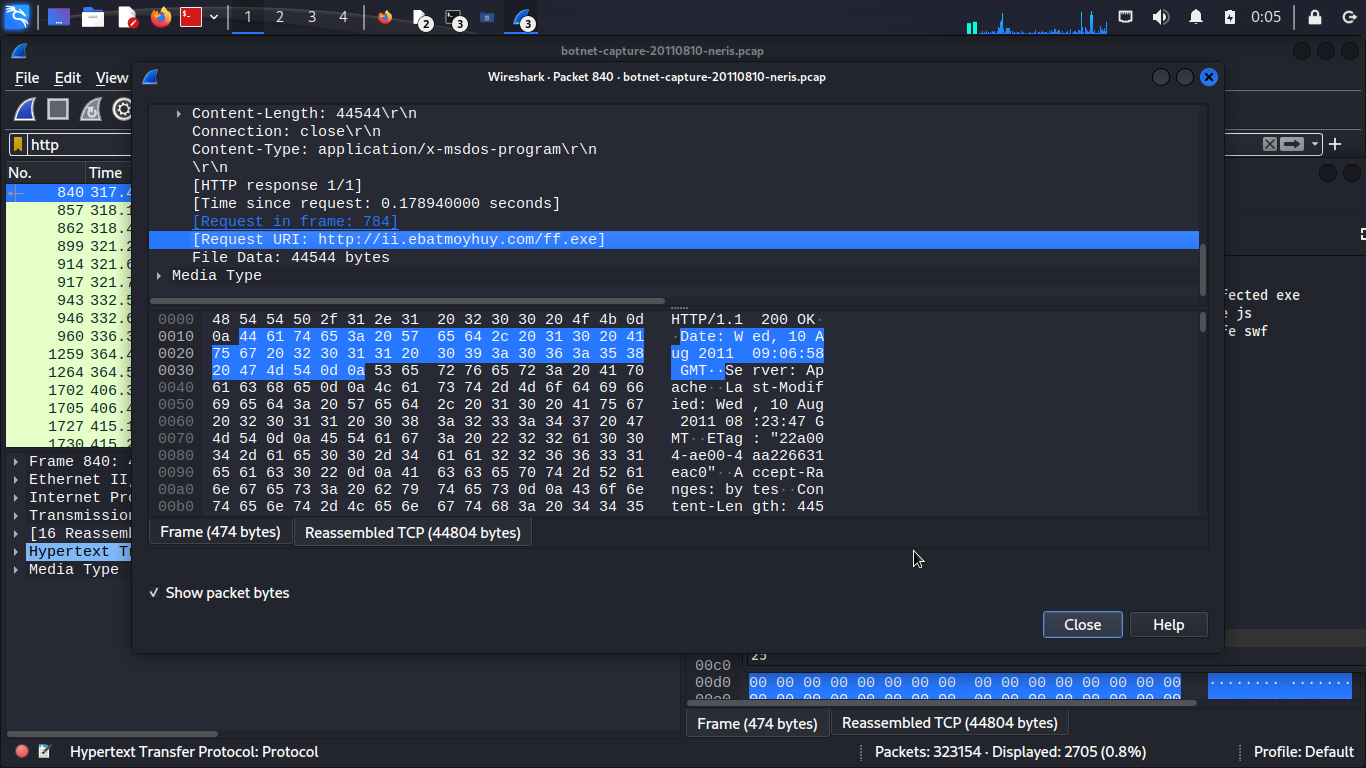 1 2 3 4 2 3 3 0:05
botnet-capture-20110810-neris.pcap
File Edit View
Wireshark · Packet 840 · botnet-capture-20110810-neris.pcap
http
No. Time
840 317.4
857 318.1
862 318.4
899 321.2
914 321.6
917 321.7
943 332.5
946 332.6
960 336.3
1259 364.4
1264 364.5
1702 406.3
1705 406.4
1727 415.1
1730 415.2
Frame 840: 4
Ethernet II,
Internet Pro
Transmission
[16 Reassemb
Hypertext Tr
Media Type
Content-Length: 44544\r\n
Connection: close\r\n
Content-Type: application/x-msdos-program\r\n
\r\n
[HTTP response 1/1]
[Time since request: 0.178940000 seconds]
[Request in frame: 784]
[Request URI: http://ii.ebatmoyhuy.com/ff.exe]
File Data: 44544 bytes
Media Type
0000 48 54 54 50 2f 31 2e 31 20 32 30 30 20 4f 4b 0d HTTP/1.1 200 OK·
0010 0a 44 61 74 65 3a 20 57 65 64 2c 20 31 30 20 41 ·Date: W ed, 10 A
0020 75 67 20 32 30 31 31 20 30 39 3a 30 36 3a 35 38 ug 2011 09:06:58
0030 20 47 4d 54 0d 0a 53 65 72 76 65 72 3a 20 41 70 GMT··Se rver: Ap
0040 61 63 68 65 0d 0a 4c 61 73 74 2d 4d 6f 64 69 66 ache··La st-Modif
0050 69 65 64 3a 20 57 65 64 2c 20 31 30 20 41 75 67 ied: Wed , 10 Aug
0060 20 32 30 31 31 20 30 38 3a 32 33 3a 34 37 20 47 2011 08 :23:47 G
0070 4d 54 0d 0a 45 54 61 67 3a 20 22 32 32 61 30 30 MT··ETag : "22a00
0080 34 2d 61 65 30 30 2d 34 61 61 32 32 36 36 33 31 4-ae00-4 aa226631
0090 65 61 63 30 22 0d 0a 41 63 63 65 70 74 2d 52 61 eac0"··A ccept-Ra
00a0 6e 67 65 73 3a 20 62 79 74 65 73 0d 0a 43 6f 6e nges: by tes··Con
00b0 74 65 6e 74 2d 4c 65 6e 67 74 68 3a 20 34 34 35 tent-Len gth: 445
Frame (474 bytes) Reassembled TCP (44804 bytes)
Show packet bytes
Close Help
fected exe
js
fe swf
00c0 25
00d0 00 00 00 00 00 00 00 00 00 00 00 00 00 00 00 00 ········ ·······
Frame (474 bytes) Reassembled TCP (44804 bytes)
Hypertext Transfer Protocol: Protocol Packets: 323154 · Displayed: 2705 (0.8%) Profile: Default